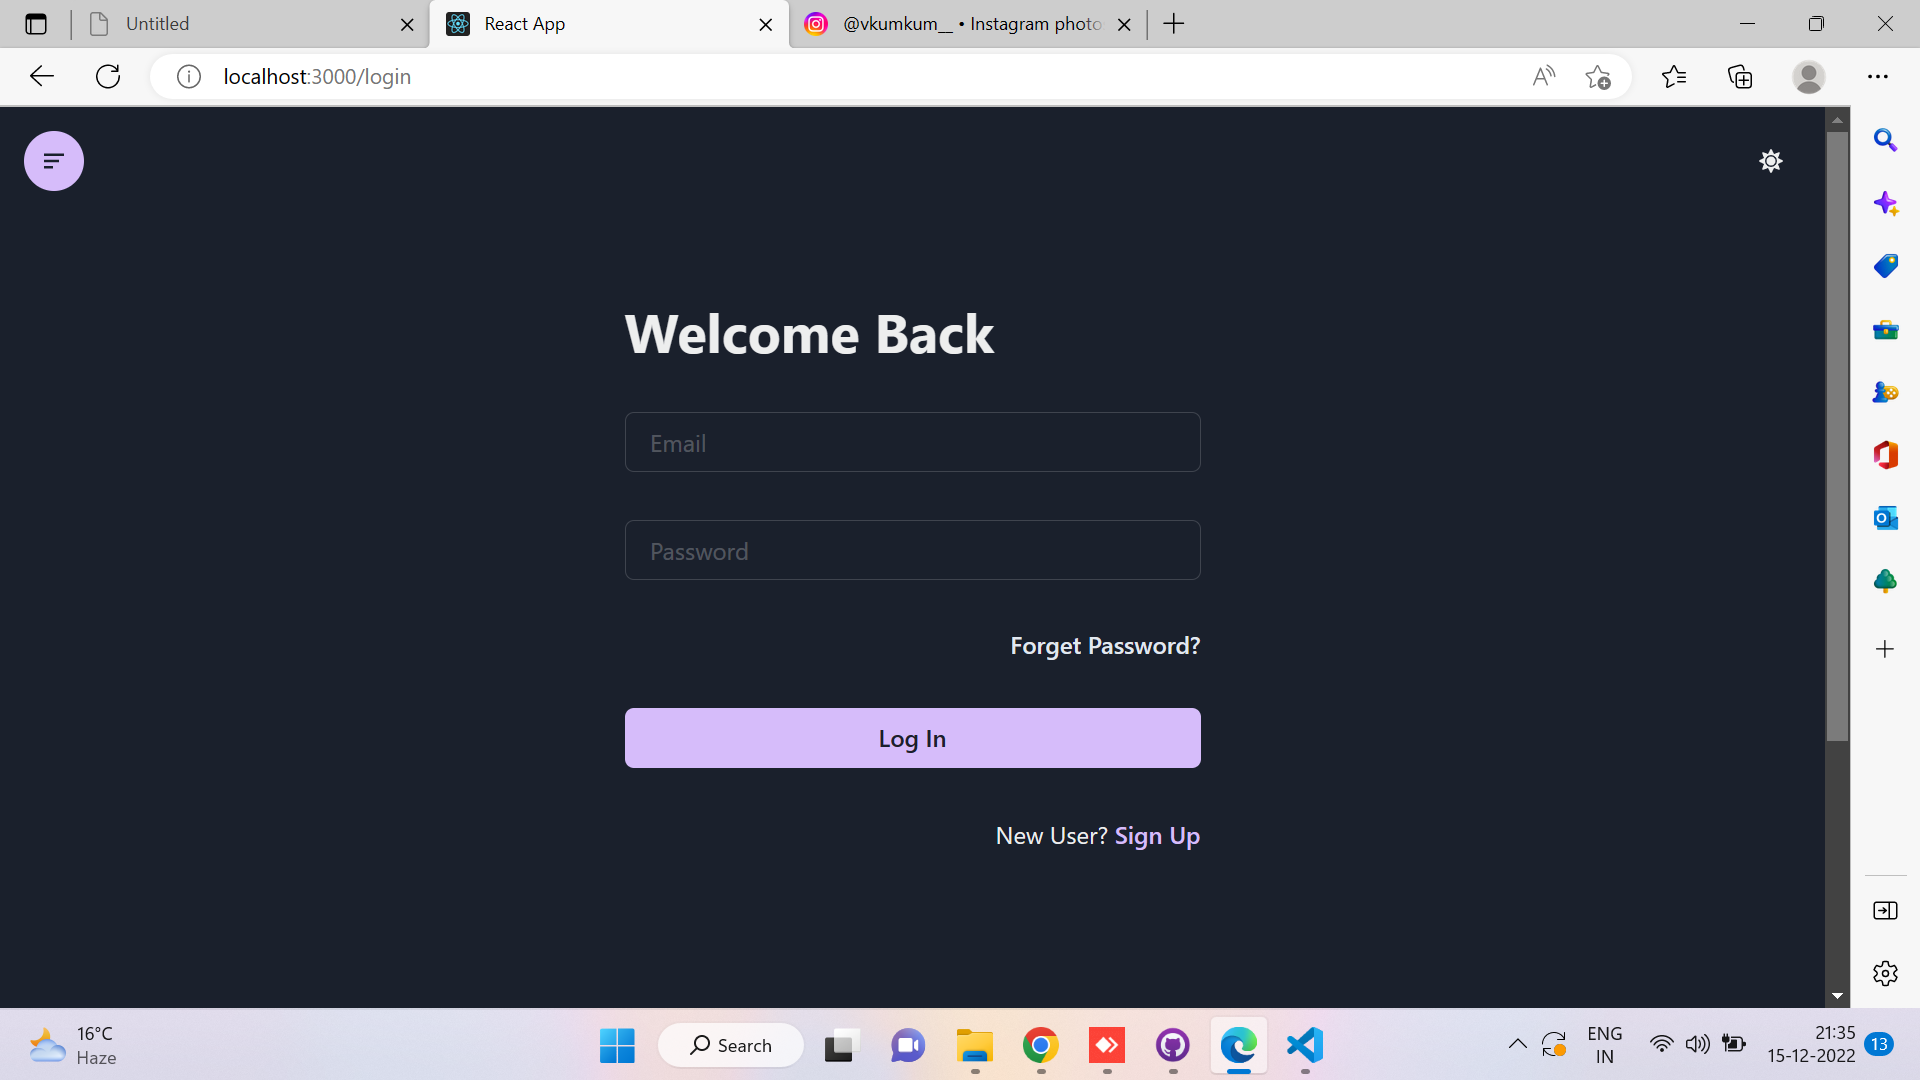 Untitled
React App
@vkumkum__ • Instagram photo
localhost:3000/login
Welcome Back
Email
Password
Forget Password?
Log In
New User? Sign Up
16°C
Haze
Search
ENG
IN
21:35
15-12-2022
13